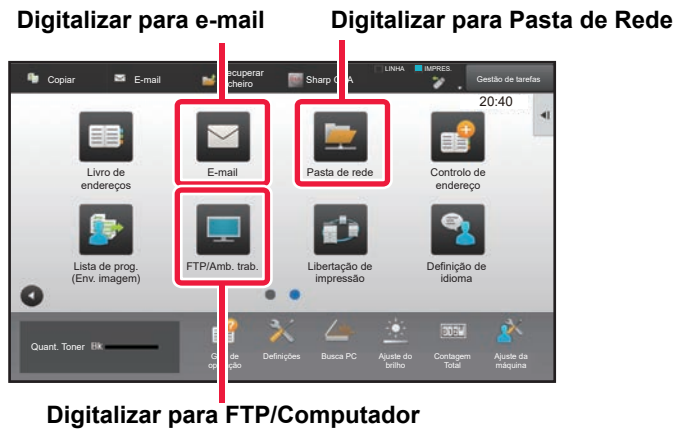 Digitalizar para e-mail
Digitalizar para Pasta de Rede
Copiar
E-mail
Sharp
LINHA
IMPRES.
Gestão de tarefas
20:40
Livro de
endereços
E-mail
Pasta de rede
Controlo de
endereço
Lista de prog.
(Env. imagem)
FTP/Amb. trab.
Libertação de
impressão
Definição de
idioma
Quant. Toner
Bk
de
Definições
Busca PC
Ajuste do
brilho
Contagem
Total
Ajuste da
máquina
Digitalizar para FTP/Computador